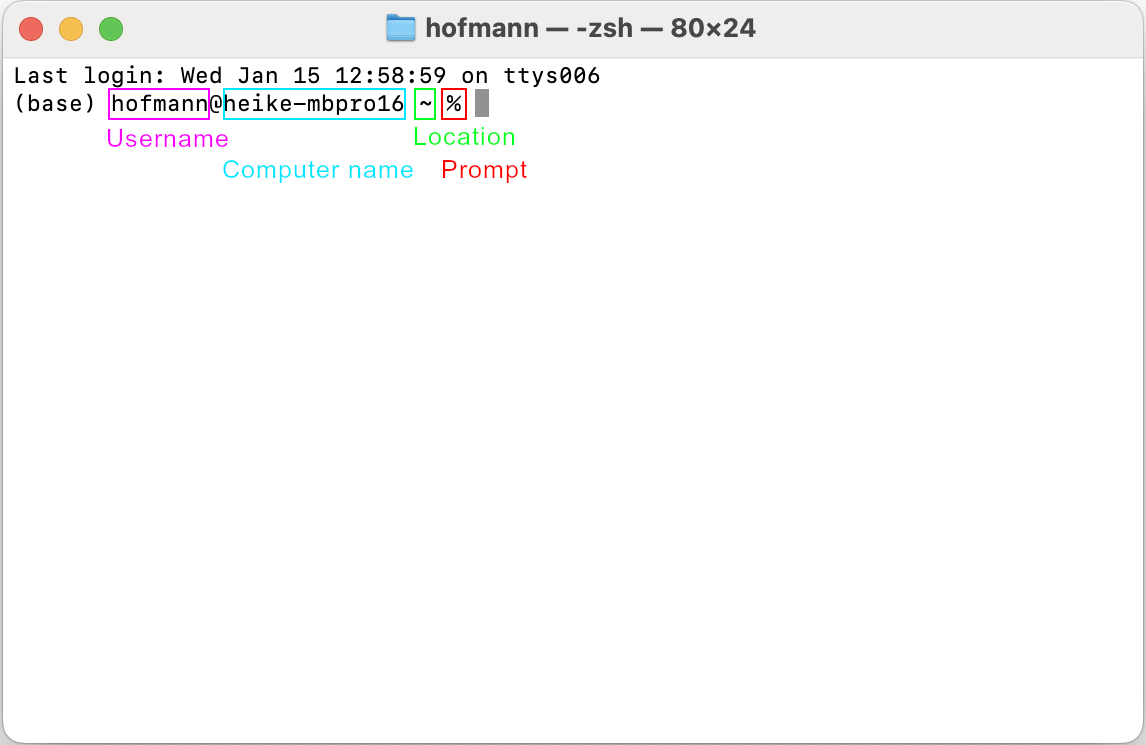 hofmann — -zsh — 80×24
Last login: Wed Jan 15 12:58:59 on ttys006
(base) hofmann@heike-mbpro16 ~ %
Username Location
Computer name Prompt